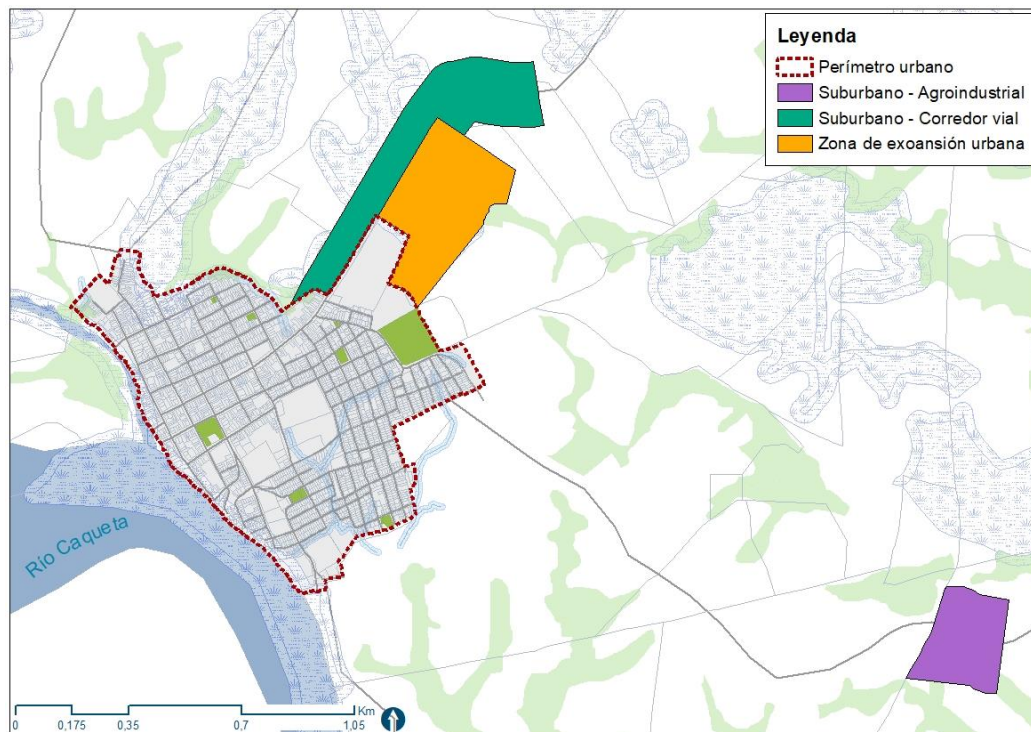 Leyenda
Perímetro urbano
Suburbano - Agroindustrial
Suburbano - Corredor vial
Zona de exoansión urbana
Río Caqueta
Km
0 0,175 0,35 0,7 1,05